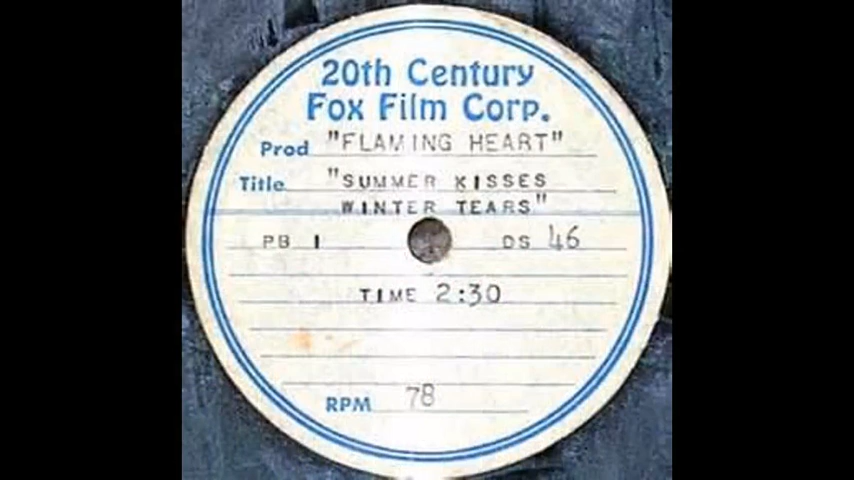 20th Century
Fox Film Corp.
Prod "FLAMING HEART"
Title "SUMMER KISSES
WINTER TEARS"
PB 1 DS 46
TIME 2:30
RPM 78